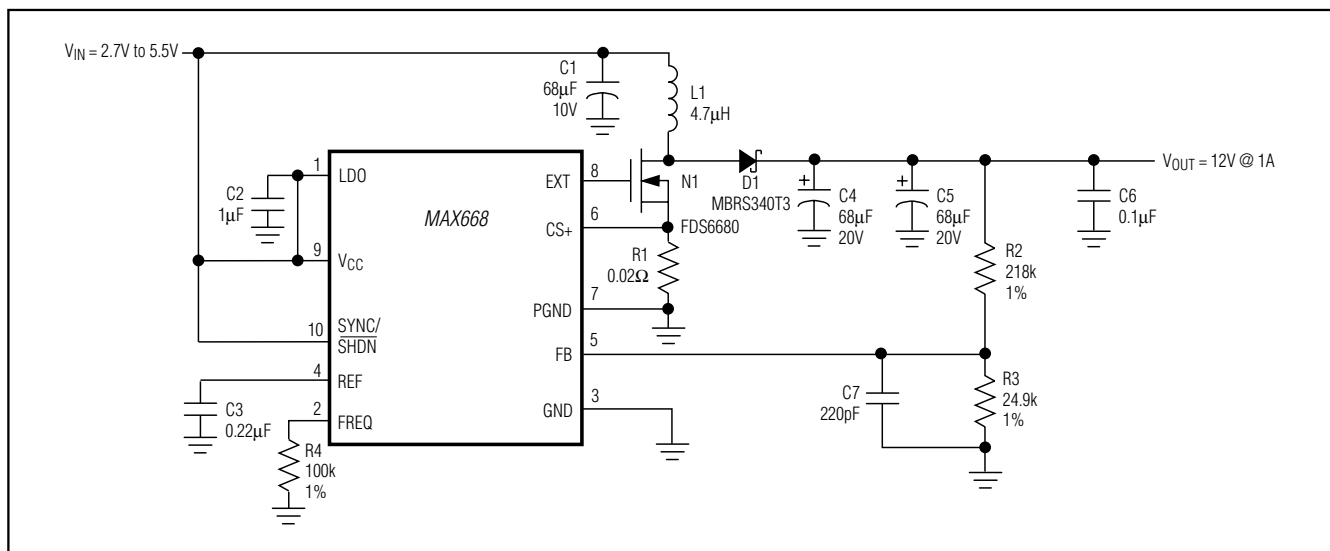 V_IN = 2.7V to 5.5V
C1
68μF
10V
L1
4.7μH
1
LDO
C2
1μF
MAX668
EXT
8
N1
FDS6680
D1
MBRS340T3
C4
+
68μF
20V
C5
+
68μF
20V
V_OUT = 12V @ 1A
C6
0.1μF
CS+
6
R1
0.02Ω
R2
218k
1%
9
V_CC
PGND
7
10
SYNC/
SHDN
FB
5
4
REF
C3
0.22μF
2
FREQ
R4
100k
1%
GND
3
C7
220pF
R3
24.9k
1%